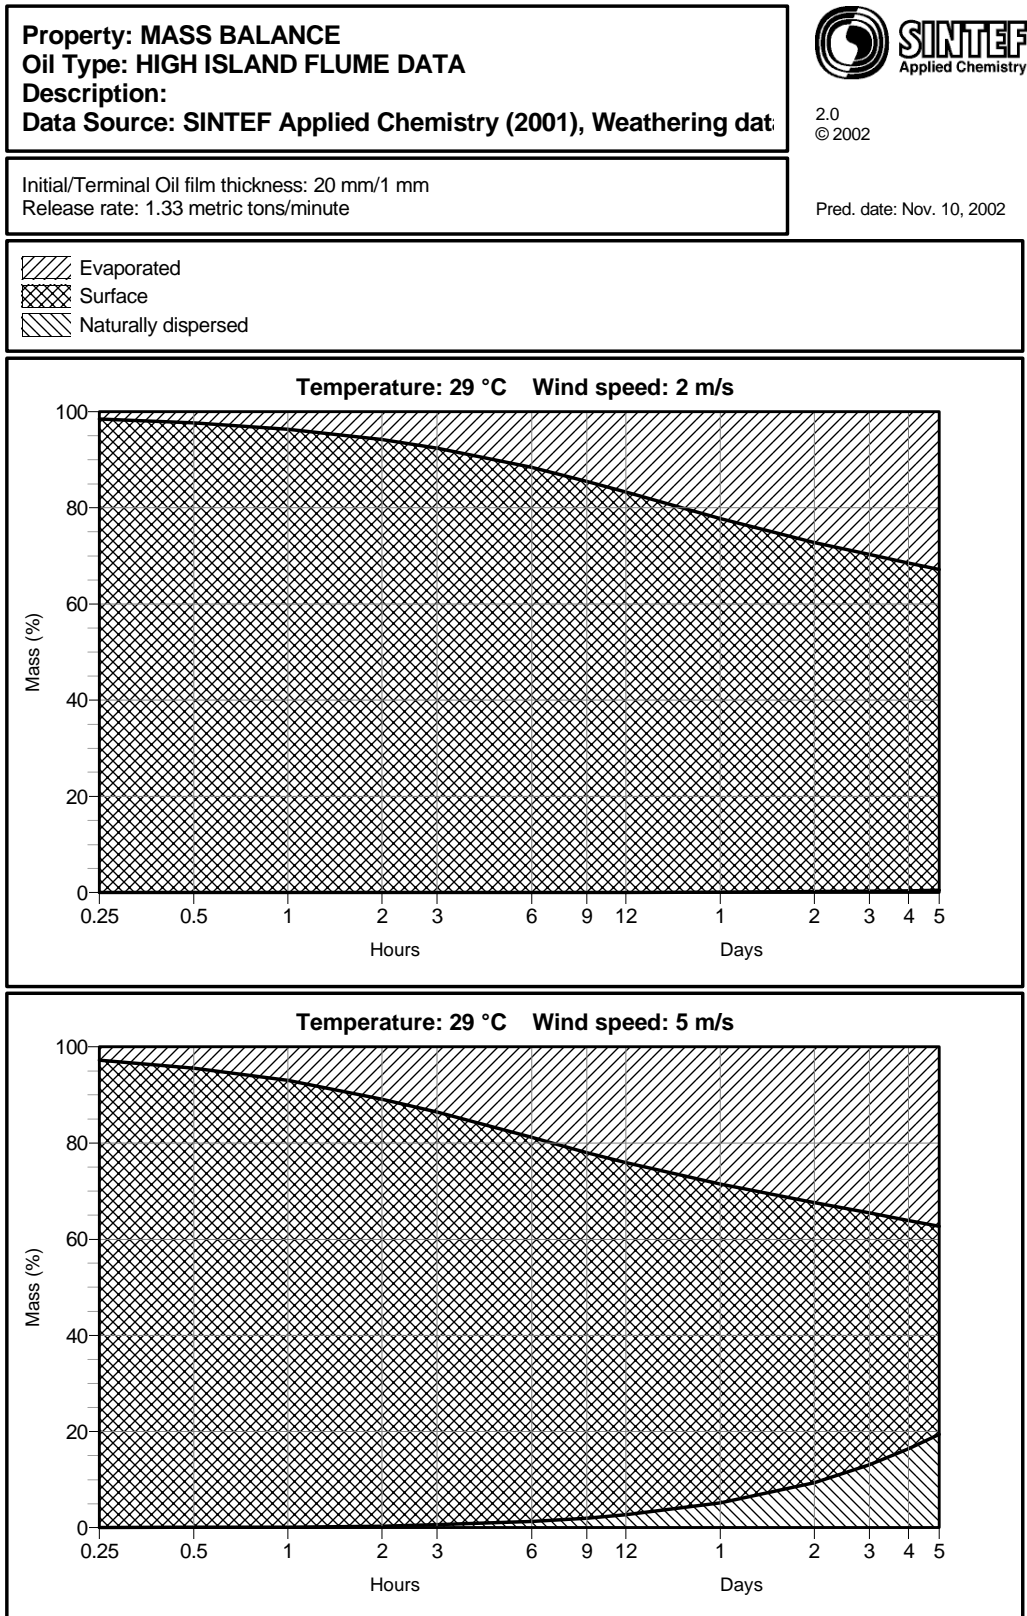 Property: MASS BALANCE
Oil Type: HIGH ISLAND FLUME DATA
Description:
Data Source: SINTEF Applied Chemistry (2001), Weathering data
SINTEF
Applied Chemistry
2.0
© 2002
Initial/Terminal Oil film thickness: 20 mm/1 mm
Release rate: 1.33 metric tons/minute
Pred. date: Nov. 10, 2002
Evaporated
Surface
Naturally dispersed
Temperature: 29 °C Wind speed: 2 m/s
100
80
60
40
20
0
Mass (%)
0.25 0.5 1 2 3 6 9 12 1 2 3 4 5
Hours Days
Temperature: 29 °C Wind speed: 5 m/s
100
80
60
40
20
0
Mass (%)
0.25 0.5 1 2 3 6 9 12 1 2 3 4 5
Hours Days